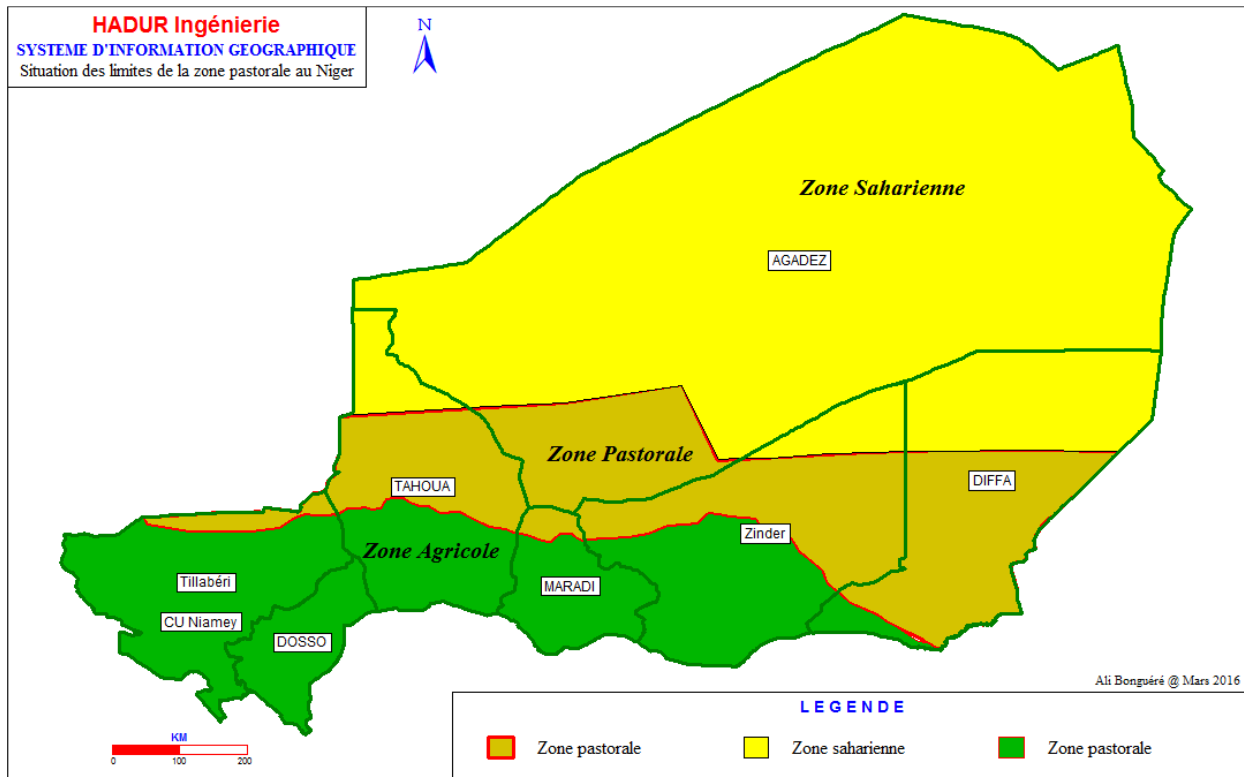 HADUR Ingénierie
SYSTEME D'INFORMATION GEOGRAPHIQUE
Situation des limites de la zone pastorale au Niger
N
Zone Saharienne
AGADEZ
Zone Pastorale
TAHOUA
DIFFA
Zinder
Zone Agricole
Tillabéri
MARADI
CU Niamey
DOSSO
Ali Bonguéré @ Mars 2016
LEGENDE
KM
0 100 200
Zone pastorale
Zone saharienne
Zone pastorale